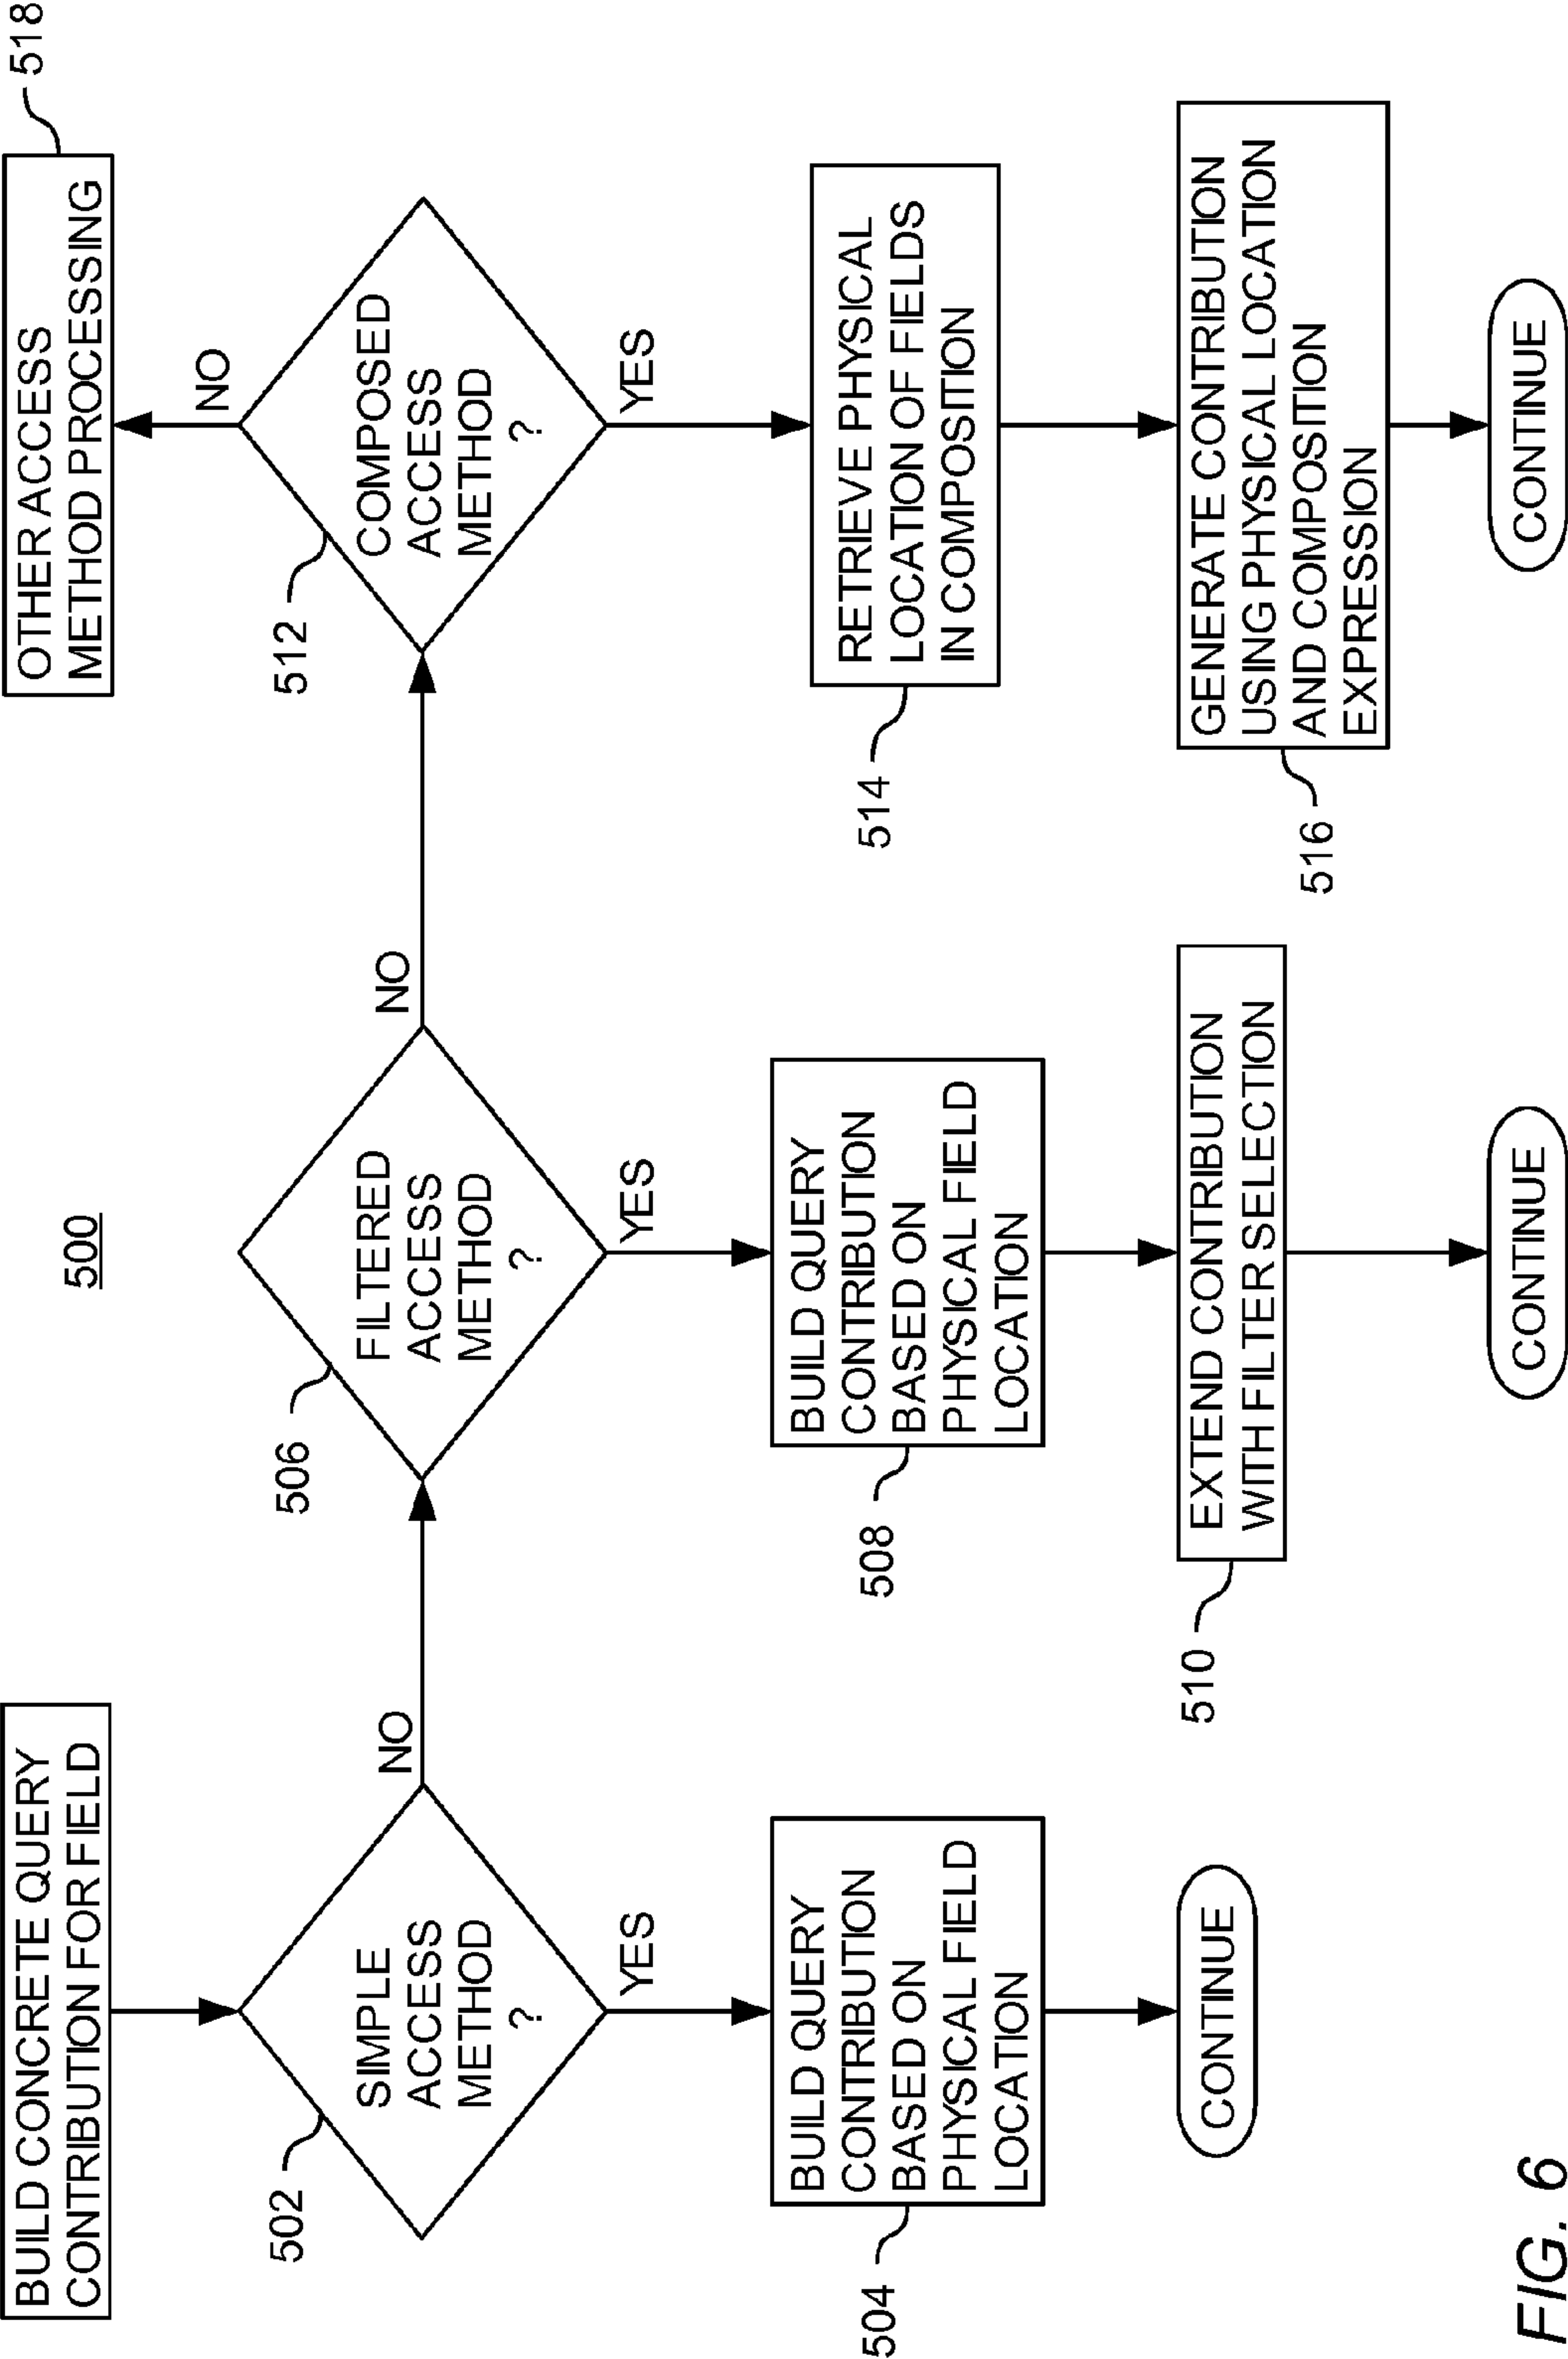 500
BUILD CONCRETE QUERY
CONTRIBUTION FOR FIELD
502
SIMPLE
ACCESS
METHOD
?
NO
YES
504
BUILD QUERY
CONTRIBUTION
BASED ON
PHYSICAL FIELD
LOCATION
CONTINUE
506
FILTERED
ACCESS
METHOD
?
NO
YES
508
BUILD QUERY
CONTRIBUTION
BASED ON
PHYSICAL FIELD
LOCATION
510
EXTEND CONTRIBUTION
WITH FILTER SELECTION
CONTINUE
512
COMPOSED
ACCESS
METHOD
?
NO
OTHER ACCESS
METHOD PROCESSING
518
YES
514
RETRIEVE PHYSICAL
LOCATION OF FIELDS
IN COMPOSITION
516
GENERATE CONTRIBUTION
USING PHYSICAL LOCATION
AND COMPOSITION
EXPRESSION
CONTINUE
FIG. 6